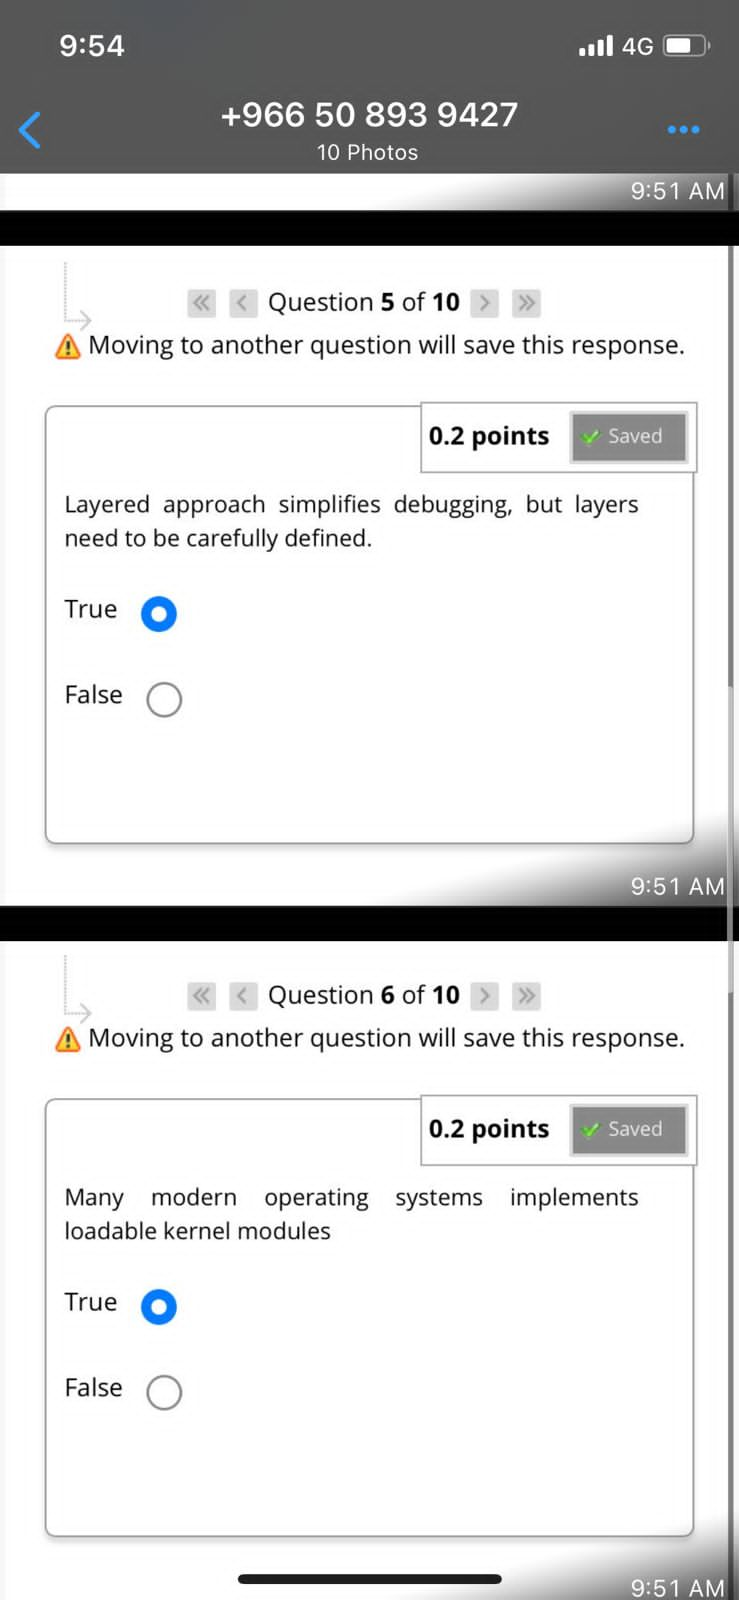 9:54
4G
+966 50 893 9427
10 Photos
9:51 AM
Question 5 of 10
Moving to another question will save this response.
0.2 points
Saved
Layered approach simplifies debugging, but layers
need to be carefully defined.
True
False
9:51 AM
Question 6 of 10
Moving to another question will save this response.
0.2 points
Saved
Many modern operating systems implements
loadable kernel modules
True
False
9:51 AM